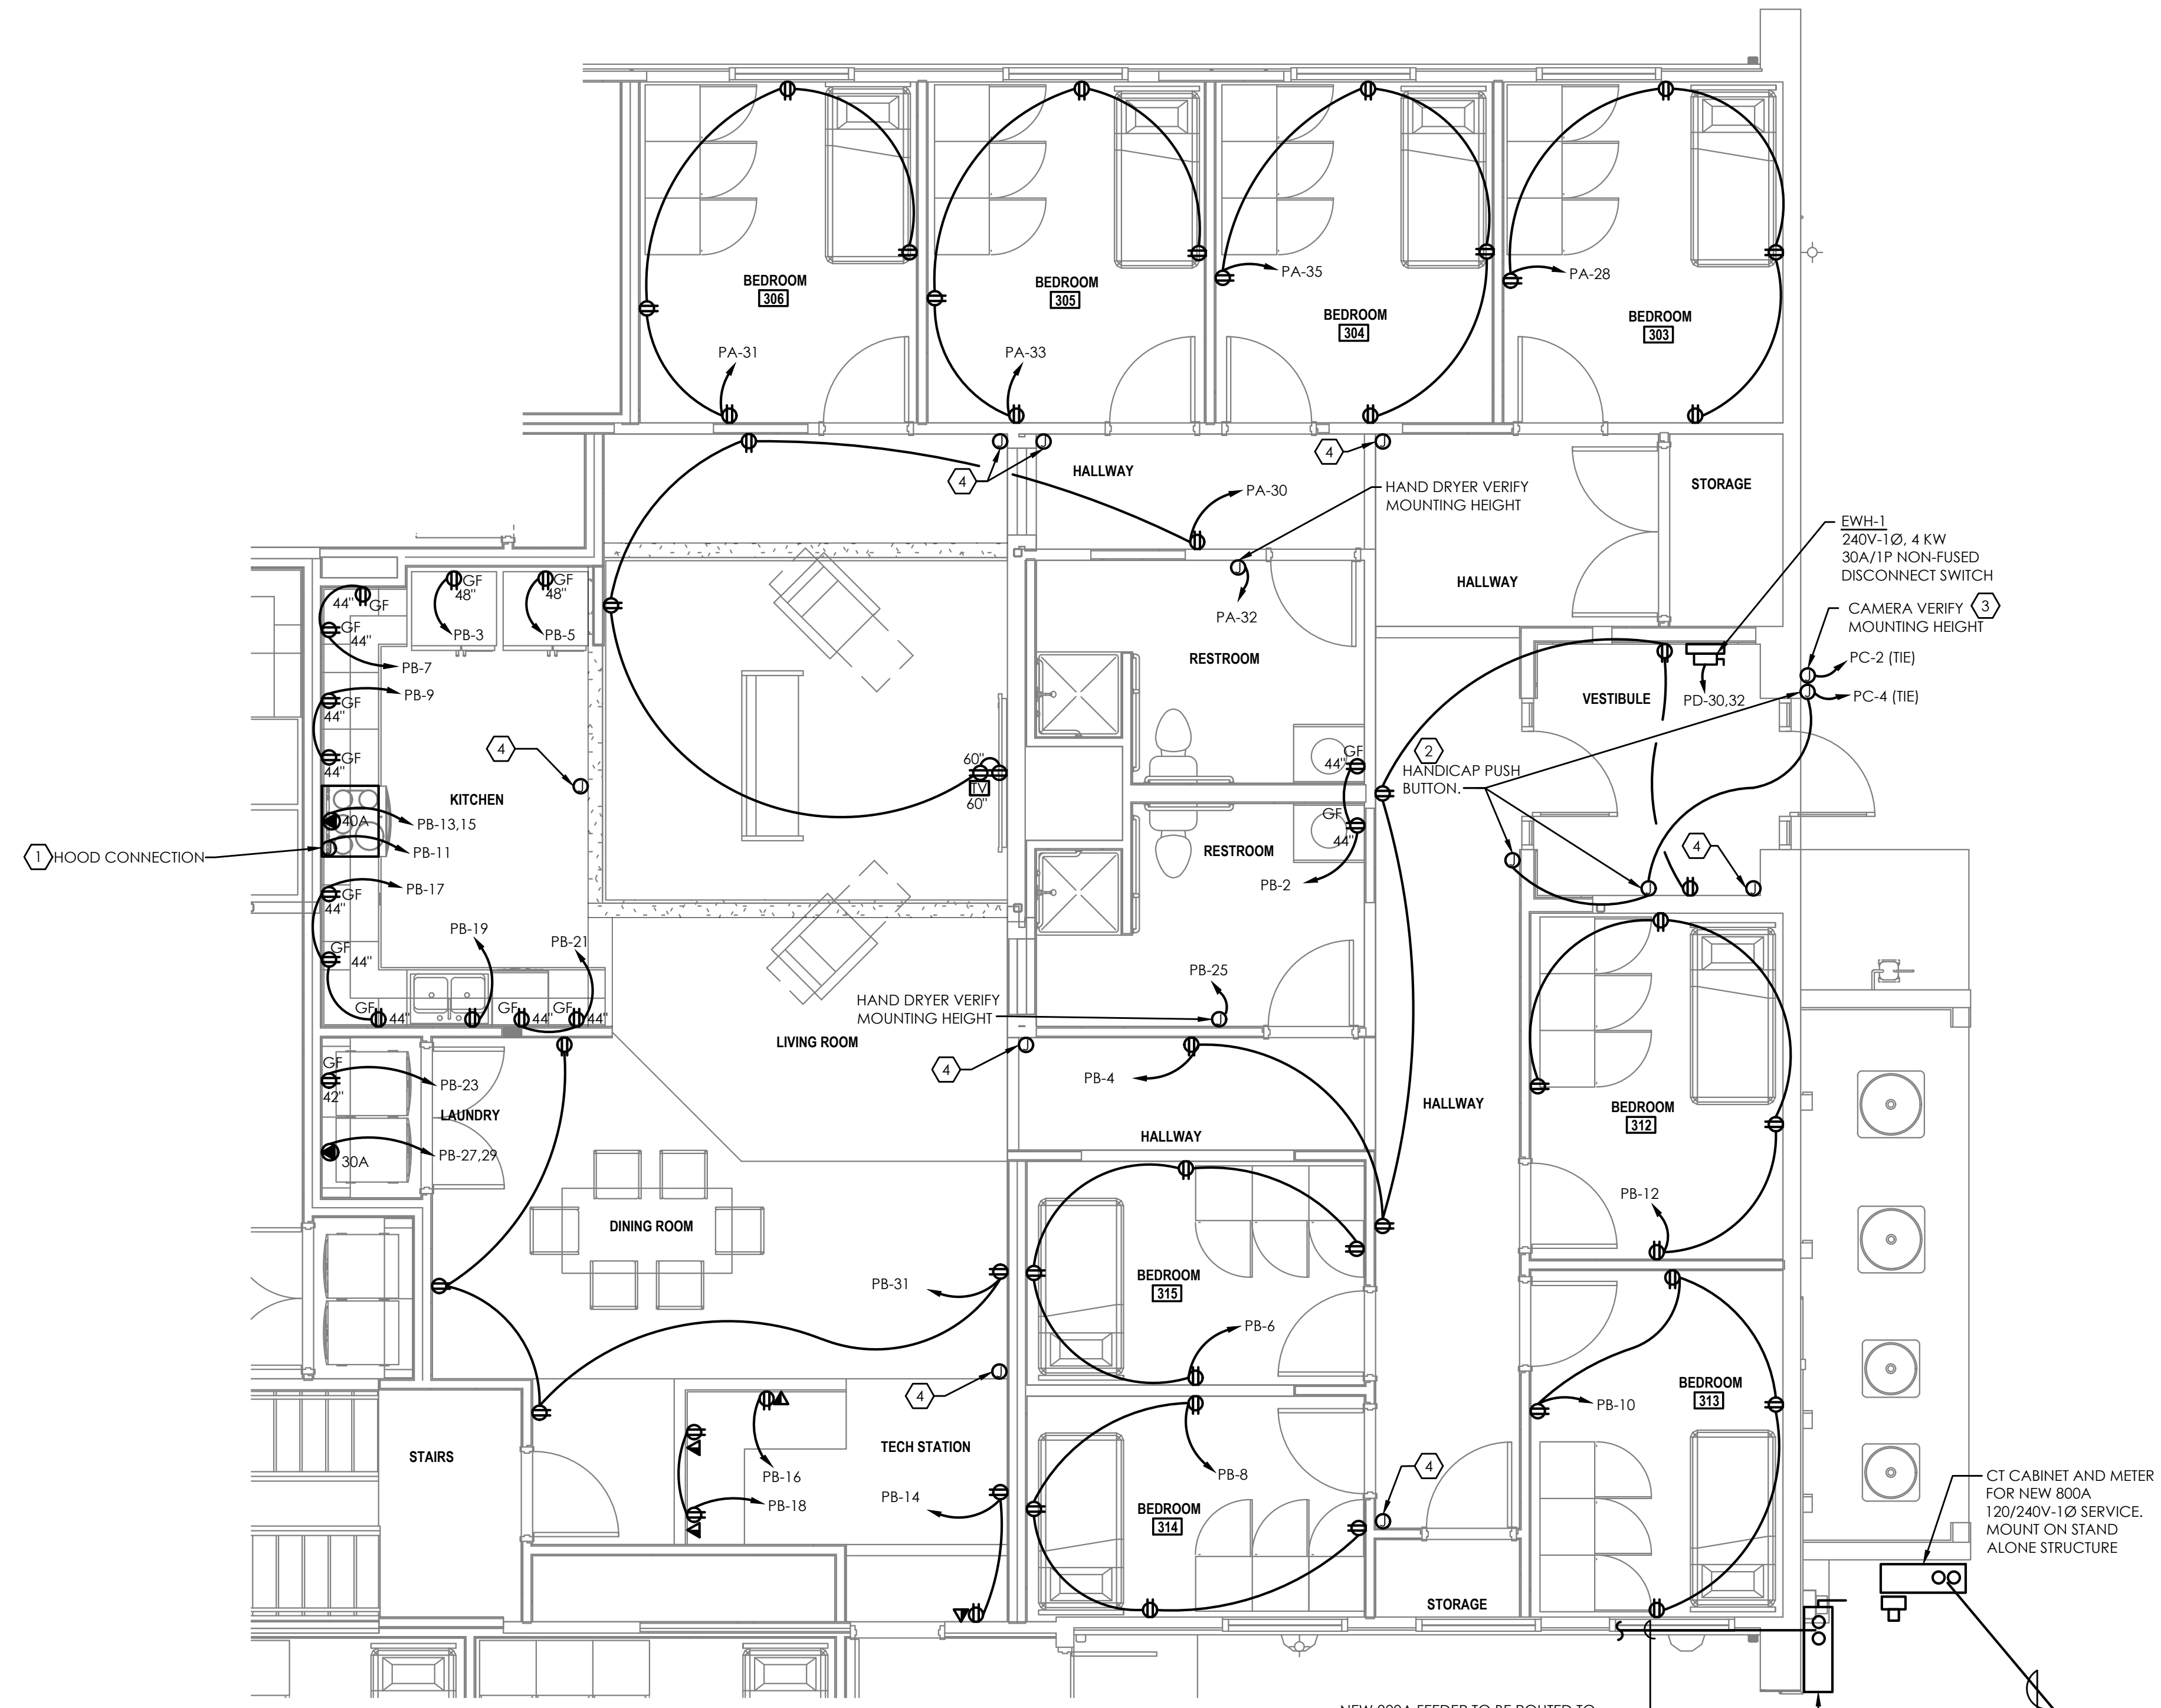 BEDROOM
306
BEDROOM
305
PA-35
BEDROOM
304
PA-28
BEDROOM
303
PA-31
PA-33
4
HALLWAY
4
STORAGE
PA-30
HAND DRYER VERIFY
MOUNTING HEIGHT
EWH-1
240V-1Ø, 4 KW
30A/1P NON-FUSED
DISCONNECT SWITCH
GF
48"
GF
48"
44"
GF
GF
44"
PB-3
PB-5
PB-7
PA-32
HALLWAY
CAMERA VERIFY
MOUNTING HEIGHT
3
RESTROOM
PC-2 (TIE)
PC-4 (TIE)
VESTIBULE
PD-30,32
PB-9
GF
44"
GF
44"
4
60"
TV
60"
GF
44"
2
HANDICAP PUSH
BUTTON.
KITCHEN
40A
PB-13,15
PB-11
1
HOOD CONNECTION
GF
44"
RESTROOM
4
PB-17
GF
44"
PB-2
PB-19
PB-21
GF
44"
PB-25
GF
44"
GF
GF
44"
HAND DRYER VERIFY
MOUNTING HEIGHT
LIVING ROOM
4
GF
42"
PB-23
LAUNDRY
PB-4
HALLWAY
BEDROOM
312
HALLWAY
30A
PB-27,29
PB-12
DINING ROOM
PB-31
BEDROOM
315
PB-6
4
BEDROOM
313
PB-10
STAIRS
TECH STATION
PB-16
PB-18
PB-14
PB-8
4
BEDROOM
314
CT CABINET AND METER
FOR NEW 800A
120/240V-1Ø SERVICE.
MOUNT ON STAND
ALONE STRUCTURE
STORAGE
NEW 800A FEEDER TO BE ROUTED TO